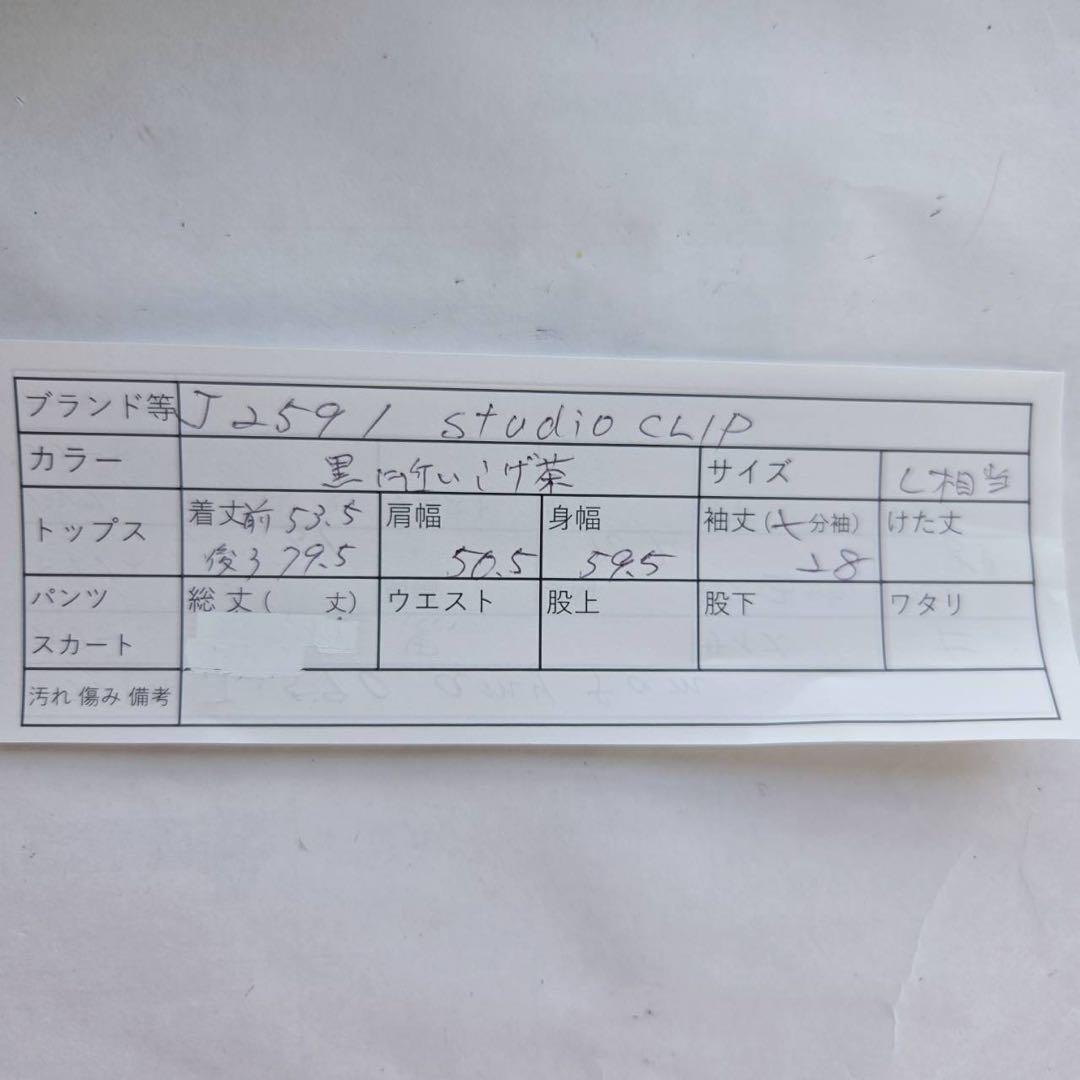 ブランド等 J2591 studio CLIP
カラー 黒に近いこげ茶 サイズ L相当
トップス 着丈前 53.5 肩幅 50.5 身幅 59.5 袖丈(七分袖) 28 けた丈
後ろ 79.5
パンツ 総丈( 丈) ウエスト 股上 股下 ワタリ
スカート
汚れ 傷み 備考